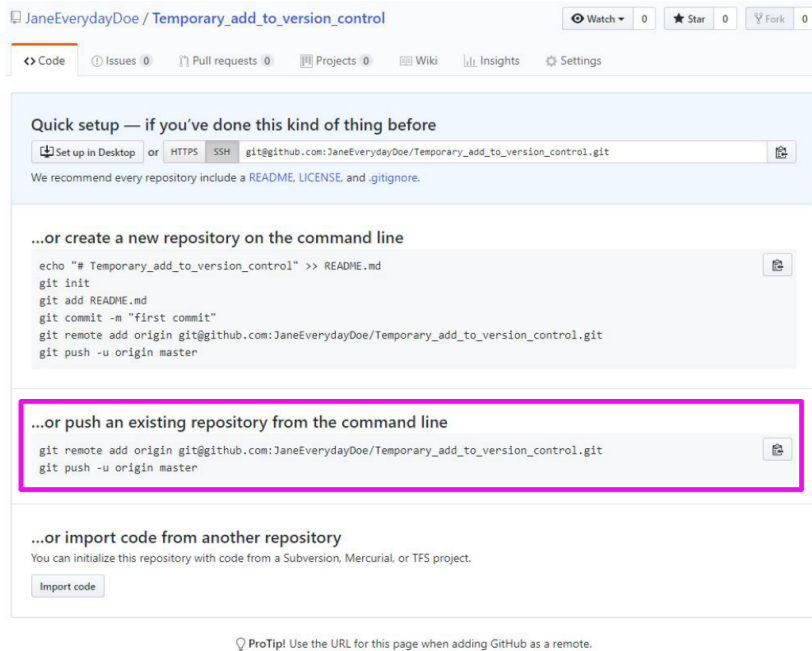 JaneEverydayDoe / Temporary_add_to_version_control
Watch 0 Star 0 Fork 0
Code Issues 0 Pull requests 0 Projects 0 Wiki Insights Settings
Quick setup — if you've done this kind of thing before
Set up in Desktop or HTTPS SSH git@github.com:JaneEverydayDoe/Temporary_add_to_version_control.git
We recommend every repository include a README, LICENSE, and .gitignore.
...or create a new repository on the command line
echo "# Temporary_add_to_version_control" >> README.md
git init
git add README.md
git commit -m "first commit"
git remote add origin git@github.com:JaneEverydayDoe/Temporary_add_to_version_control.git
git push -u origin master
...or push an existing repository from the command line
git remote add origin git@github.com:JaneEverydayDoe/Temporary_add_to_version_control.git
git push -u origin master
...or import code from another repository
You can initialize this repository with code from a Subversion, Mercurial, or TFS project.
Import code
ProTip! Use the URL for this page when adding GitHub as a remote.